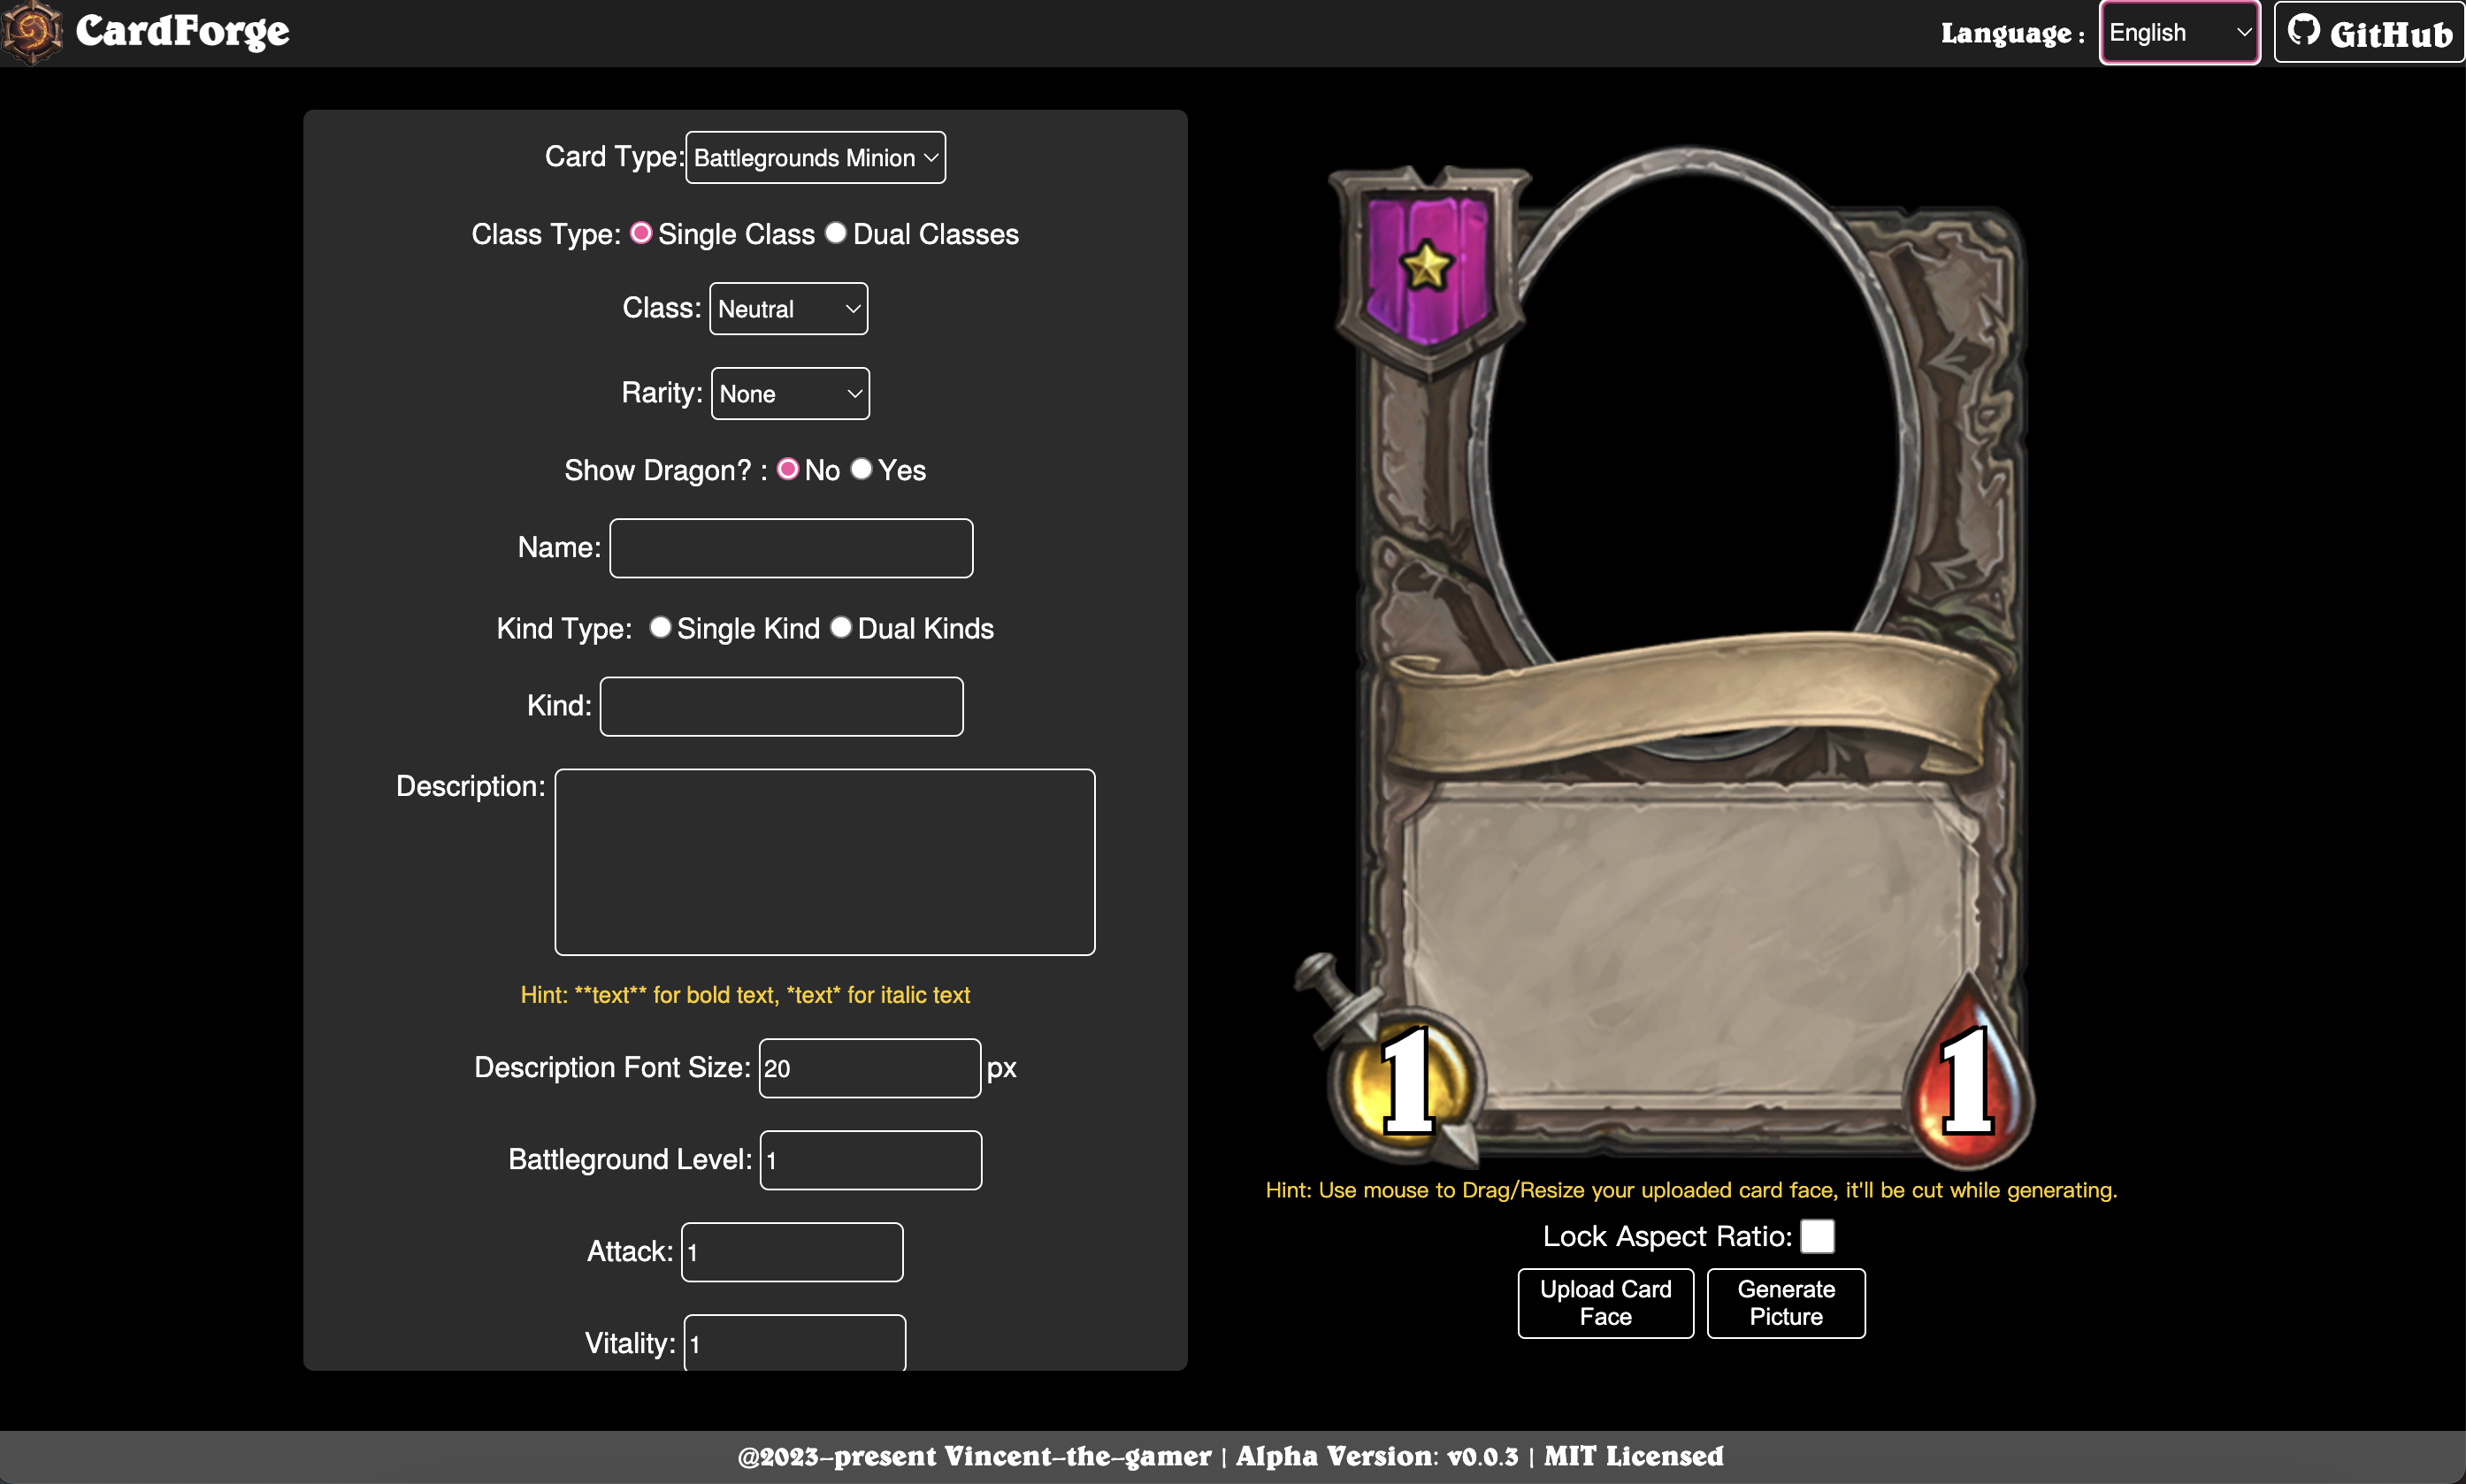 CardForge
Language : English GitHub
Card Type: Battlegrounds Minion
Class Type: Single Class Dual Classes
Class: Neutral
Rarity: None
Show Dragon? : No Yes
Name:
Kind Type: Single Kind Dual Kinds
Kind:
Description:
Hint: **text** for bold text, *text* for italic text
Description Font Size: 20 px
Battleground Level: 1
Attack: 1
Vitality: 1
1 1
Hint: Use mouse to Drag/Resize your uploaded card face, it'll be cut while generating.
Lock Aspect Ratio:
Upload Card
Face
Generate
Picture
@2023-present Vincent-the-gamer | Alpha Version: v0.0.3 | MIT Licensed